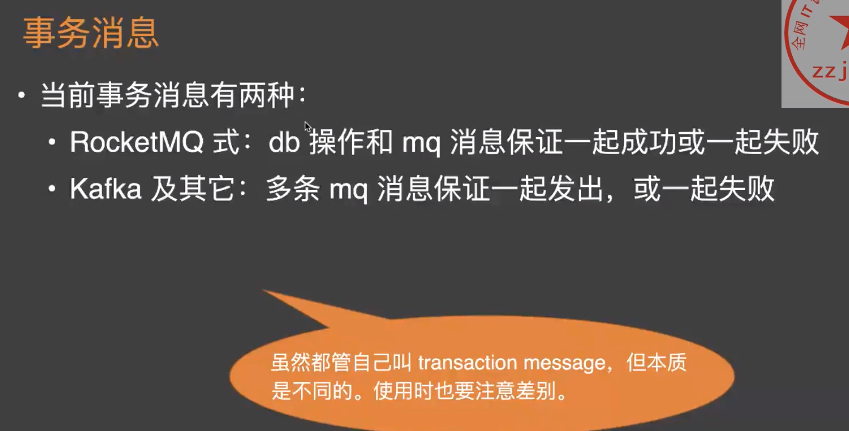 事务消息
• 当前事务消息有两种：
• RocketMQ 式：db 操作和 mq 消息保证一起成功或一起失败
• Kafka 及其它：多条 mq 消息保证一起发出，或一起失败
虽然都管自己叫 transaction message，但本质
是不同的。使用时也要注意差别。
全网IT
zzj